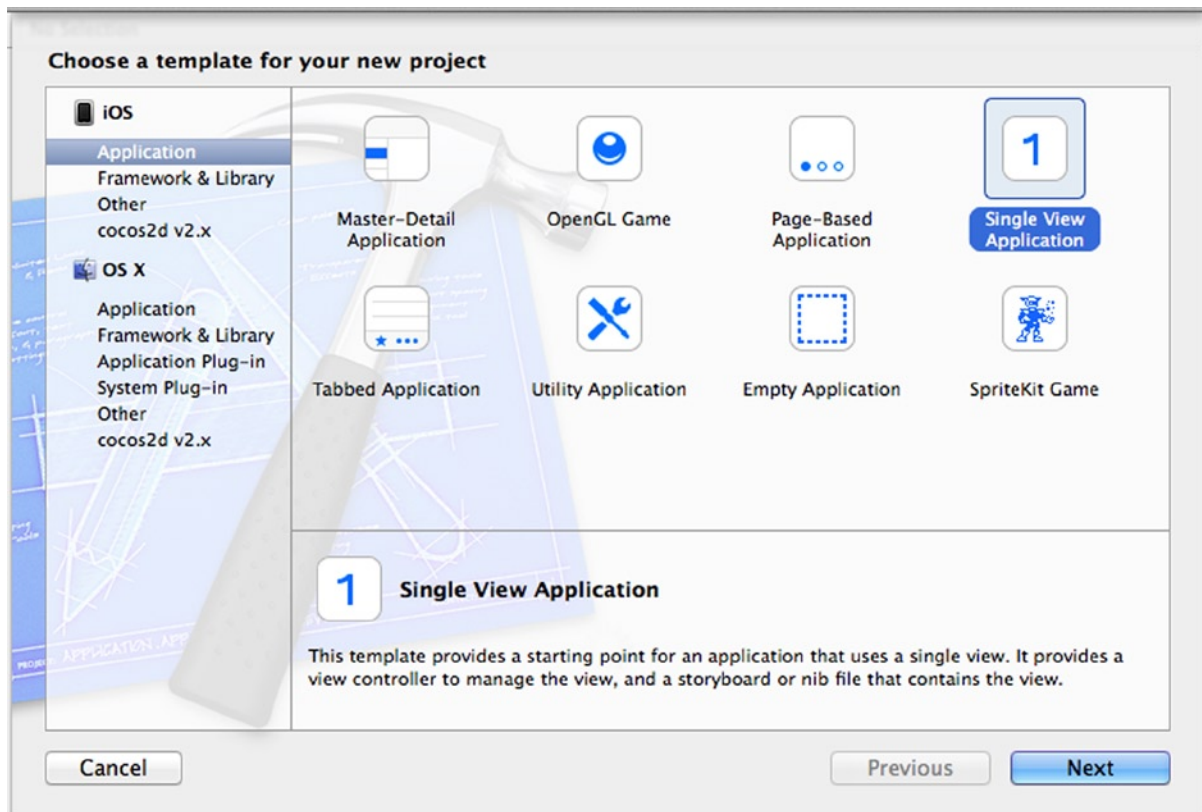 No Selection
Choose a template for your new project
iOS
Application
Framework & Library
Other
cocos2d v2.x
OS X
Application
Framework & Library
Application Plug-in
System Plug-in
Other
cocos2d v2.x
Master-Detail
Application
OpenGL Game
Page-Based
Application
1
Single View
Application
Tabbed Application
Utility Application
Empty Application
SpriteKit Game
1
Single View Application
This template provides a starting point for an application that uses a single view. It provides a
view controller to manage the view, and a storyboard or nib file that contains the view.
Cancel
Previous
Next